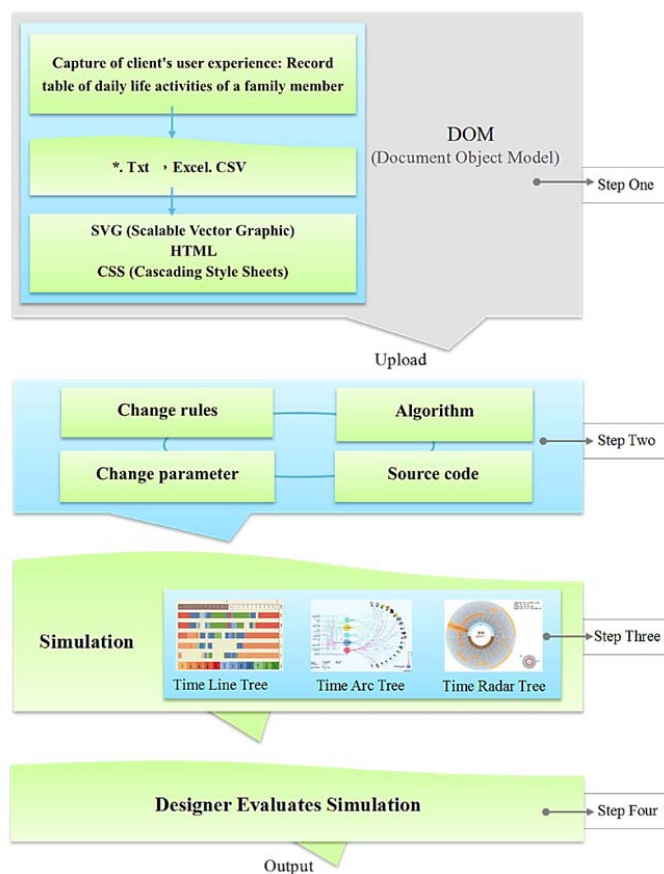 Capture of client's user experience: Record
table of daily life activities of a family member
DOM
(Document Object Model)
*. Txt ，Excel. CSV
Step One
SVG (Scalable Vector Graphic)
HTML
CSS (Cascading Style Sheets)
Upload
Change rules
Algorithm
Step Two
Change parameter
Source code
Simulation
Step Three
Time Line Tree
Time Arc Tree
Time Radar Tree
Designer Evaluates Simulation
Step Four
Output